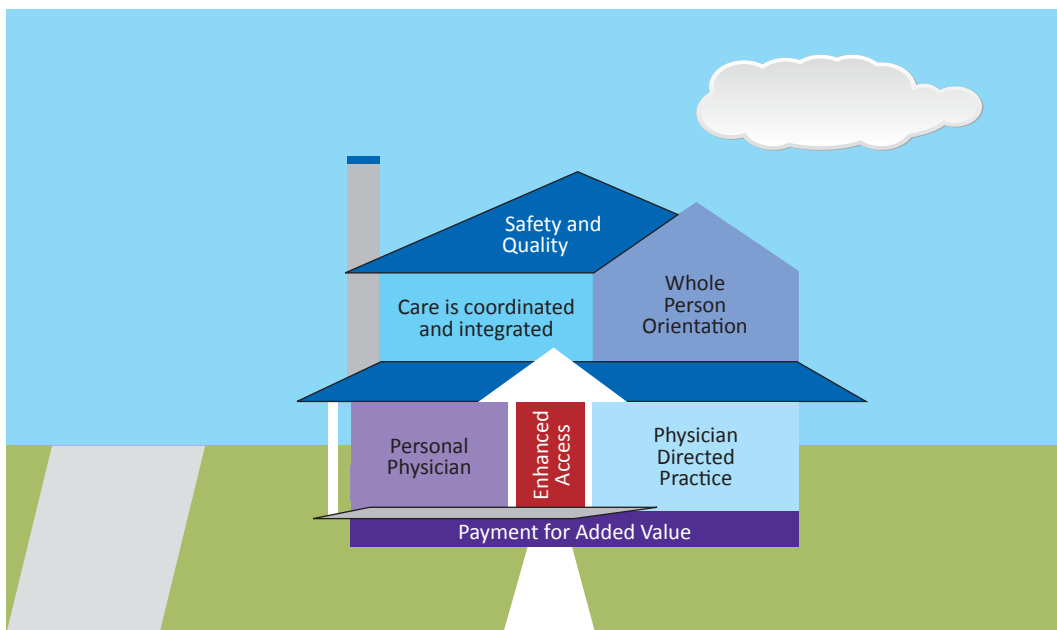 Safety and
Quality
Care is coordinated
and integrated
Whole
Person
Orientation
Personal
Physician
Enhanced
Access
Physician
Directed
Practice
Payment for Added Value